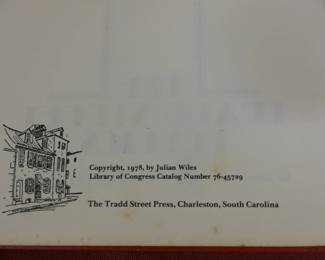 Copyright, 1978, by Julian Wiles
Library of Congress Catalog Number 76-45729
The Tradd Street Press, Charleston, South Carolina